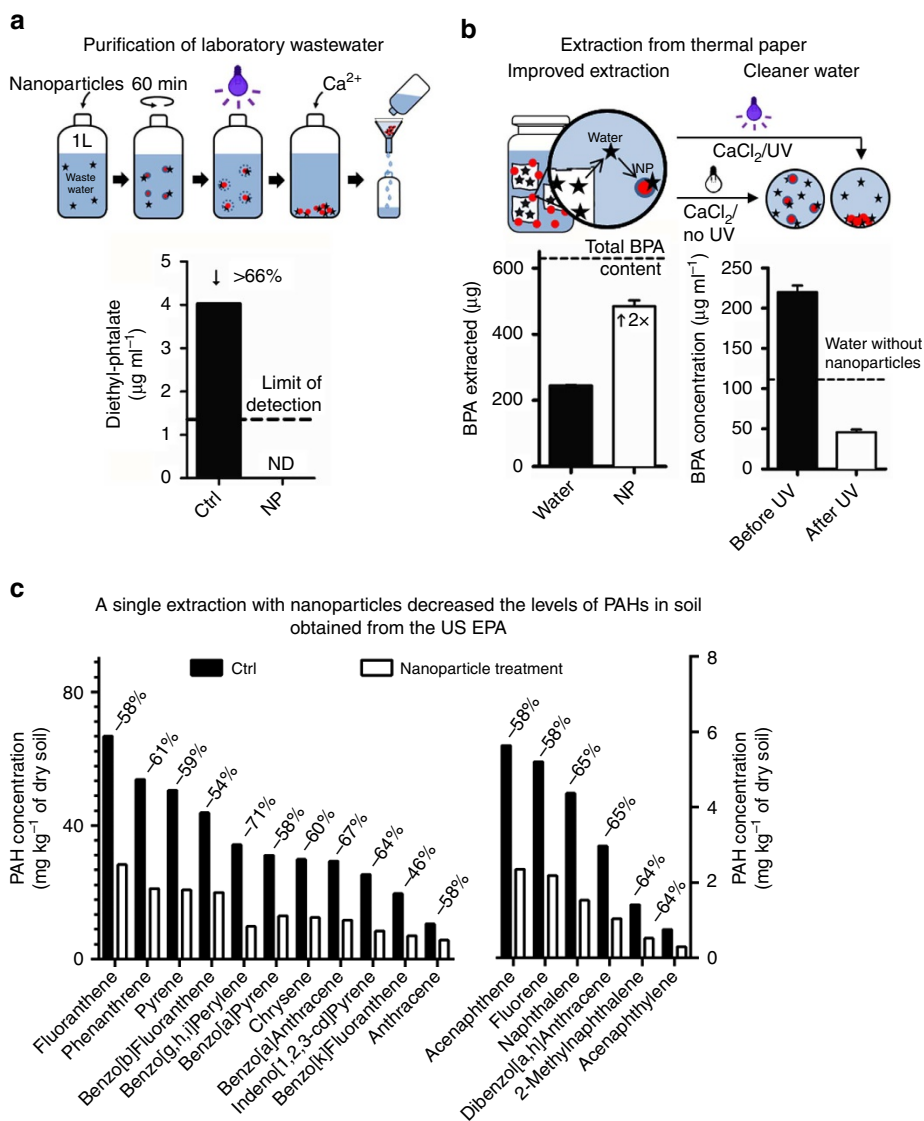 a
Purification of laboratory wastewater
Nanoparticles 60 min
Ca2+
1L
Waste
water
5
4
3
2
1
0
Diethyl-phtalate
(µg ml−1)
↓ >66%
Limit of
detection
ND
Ctrl
NP
b
Extraction from thermal paper
Improved extraction
Cleaner water
Water
NP
CaCl2/UV
CaCl2/
no UV
Total BPA
content
600
400
200
0
BPA extracted (µg)
↑2×
Water
NP
250
200
150
100
50
0
BPA concentration (µg ml−1)
Water without
nanoparticles
Before UV
After UV
c
A single extraction with nanoparticles decreased the levels of PAHs in soil
obtained from the US EPA
Ctrl
Nanoparticle treatment
80
40
0
PAH concentration
(mg kg−1 of dry soil)
−58%
−61%
−59%
−54%
−71%
−58%
−60%
−67%
−64%
−46%
−58%
Fluoranthene
Phenanthrene
Pyrene
Benzo[b]Fluoranthene
Benzo[g,h,i]Perylene
Benzo[a]Pyrene
Chrysene
Benzo[a]Anthracene
Indeno[1,2,3-cd]Pyrene
Benzo[k]Fluoranthene
Anthracene
−58%
−58%
−65%
−65%
−64%
−64%
8
6
4
2
0
PAH concentration
(mg kg−1 of dry soil)
Acenaphthene
Fluorene
Naphthalene
Dibenzo[a,h]Anthracene
2-Methylnaphthalene
Acenaphthylene